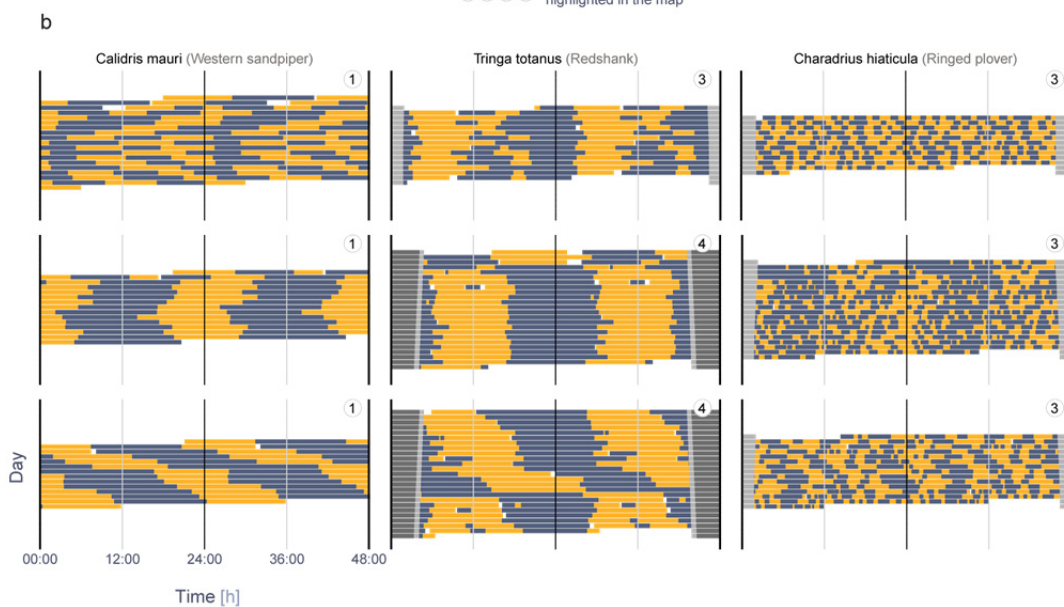 highlighted in the map
b
Calidris mauri (Western sandpiper)
Tringa totanus (Redshank)
Charadrius hiaticula (Ringed plover)
1
3
3
1
4
3
1
4
3
Day
00:00
12:00
24:00
36:00
48:00
Time [h]